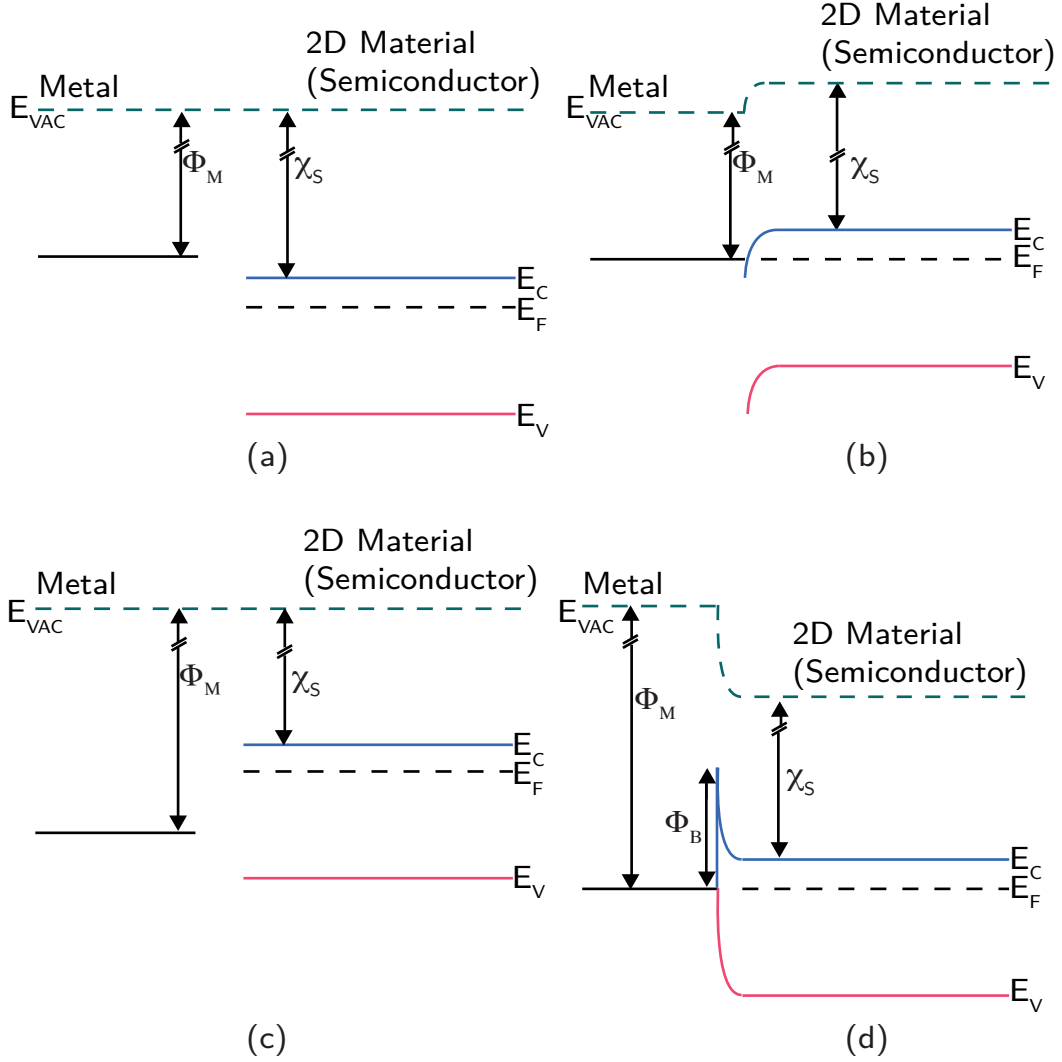 2D Material
(Semiconductor)
Metal
E_VAC
Φ_M
χ_S
E_C
E_F
E_V
(a)
2D Material
(Semiconductor)
Metal
E_VAC
Φ_M
χ_S
E_C
E_F
E_V
(b)
2D Material
(Semiconductor)
Metal
E_VAC
Φ_M
χ_S
E_C
E_F
E_V
(c)
Metal
E_VAC
2D Material
(Semiconductor)
Φ_M
χ_S
Φ_B
E_C
E_F
E_V
(d)